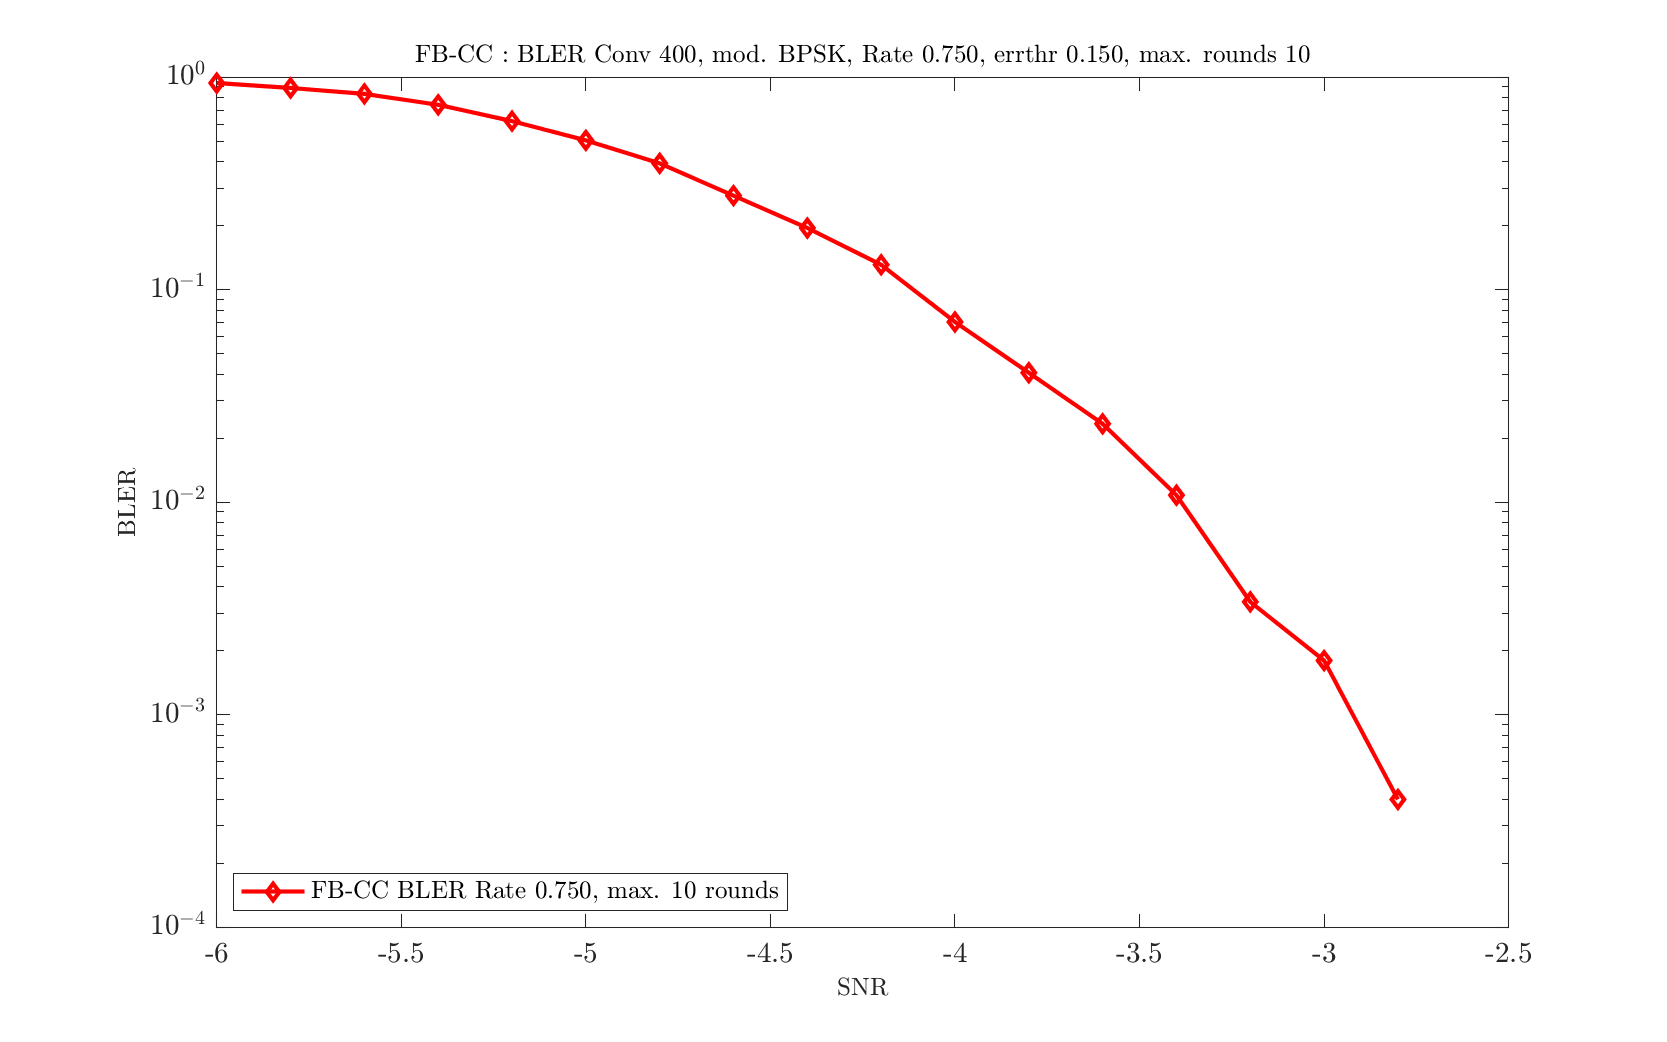 FB-CC : BLER Conv 400, mod. BPSK, Rate 0.750, errthr 0.150, max. rounds 10
10^0
10^-1
10^-2
10^-3
10^-4
BLER
FB-CC BLER Rate 0.750, max. 10 rounds
-6 -5.5 -5 -4.5 -4 -3.5 -3 -2.5
SNR